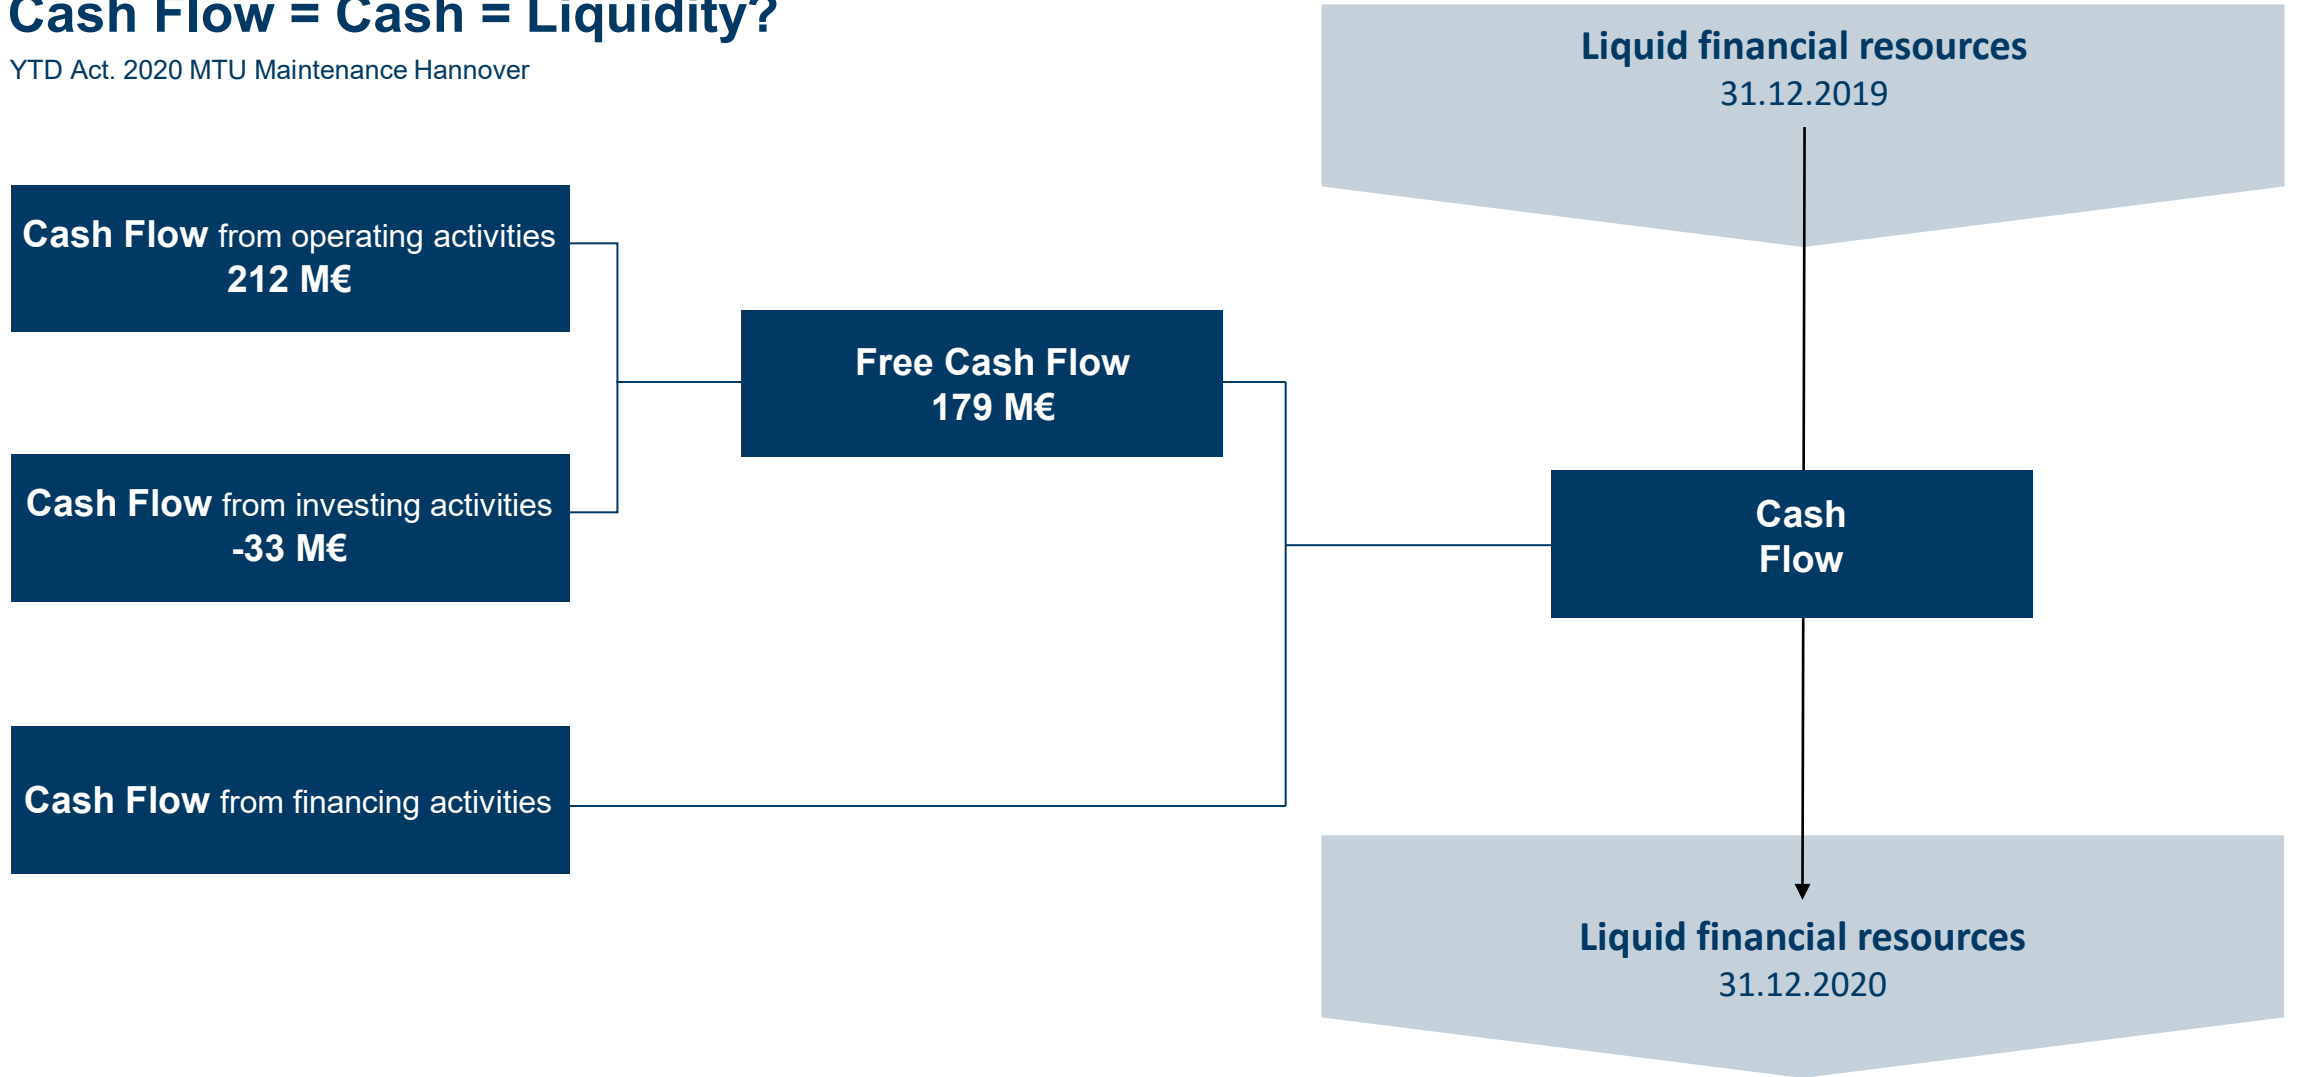 Cash Flow = Cash = Liquidity?
YTD Act. 2020 MTU Maintenance Hannover
Liquid financial resources
31.12.2019
Cash Flow from operating activities
212 M€
Free Cash Flow
179 M€
Cash Flow from investing activities
-33 M€
Cash
Flow
Cash Flow from financing activities
Liquid financial resources
31.12.2020